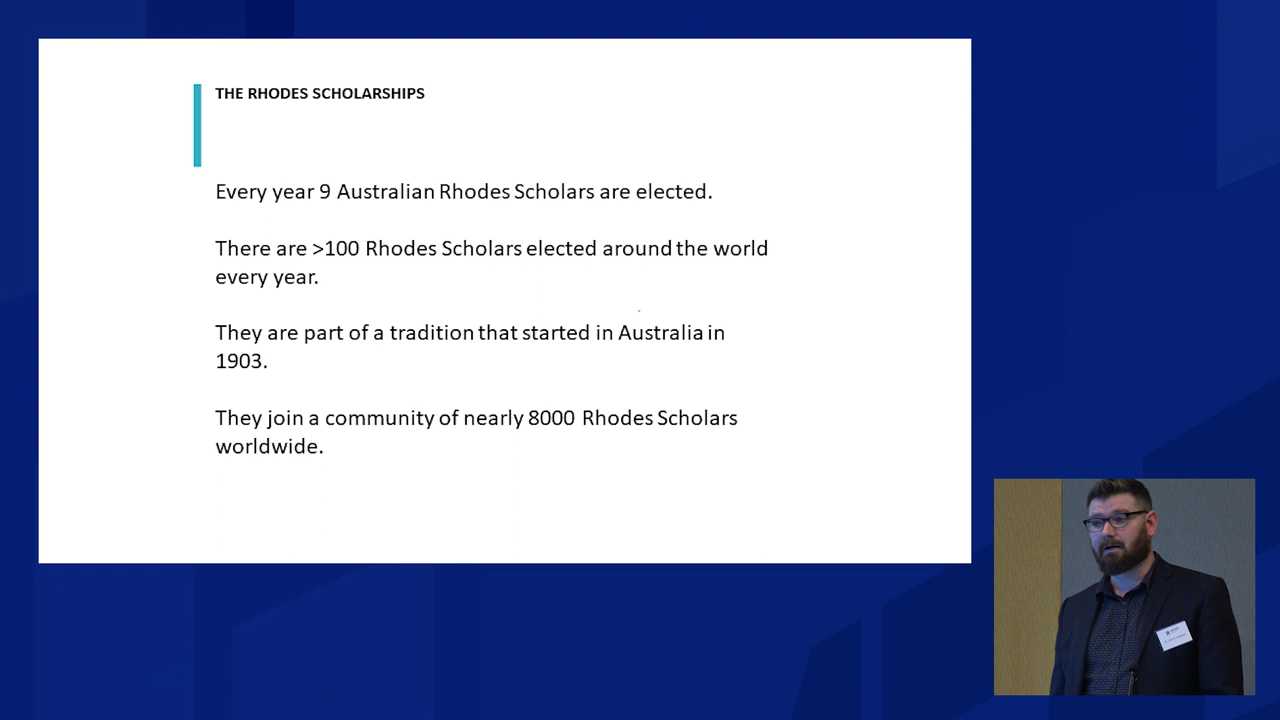 THE RHODES SCHOLARSHIPS
Every year 9 Australian Rhodes Scholars are elected.
There are >100 Rhodes Scholars elected around the world
every year.
They are part of a tradition that started in Australia in
1903.
They join a community of nearly 8000 Rhodes Scholars
worldwide.